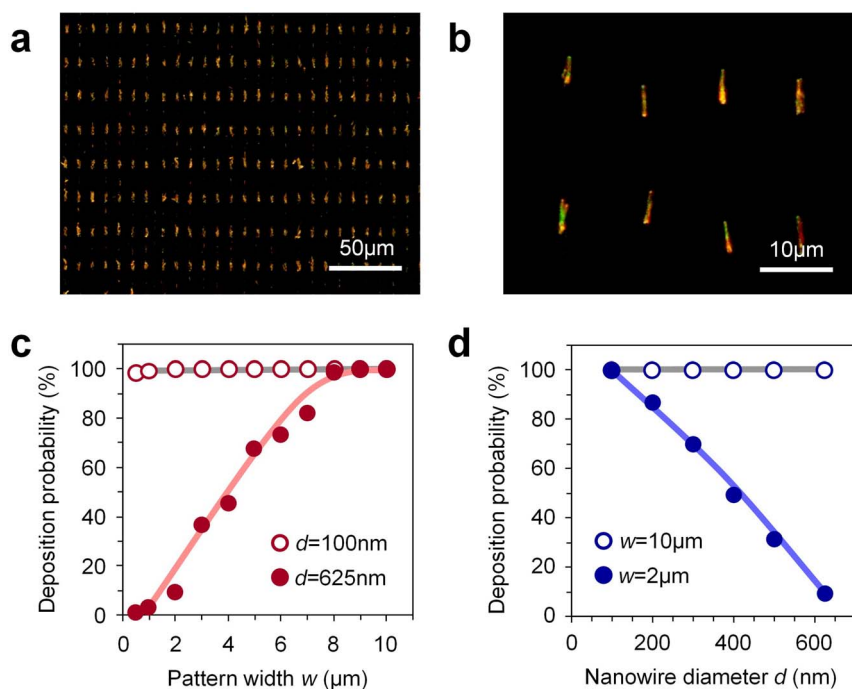 a
50μm
b
10μm
c
Deposition probability (%)
100
80
60
40
20
0
d=100nm
d=625nm
0
2
4
6
8
10
Pattern width w (μm)
d
Deposition probability (%)
100
80
60
40
20
0
w=10μm
w=2μm
0
200
400
600
Nanowire diameter d (nm)